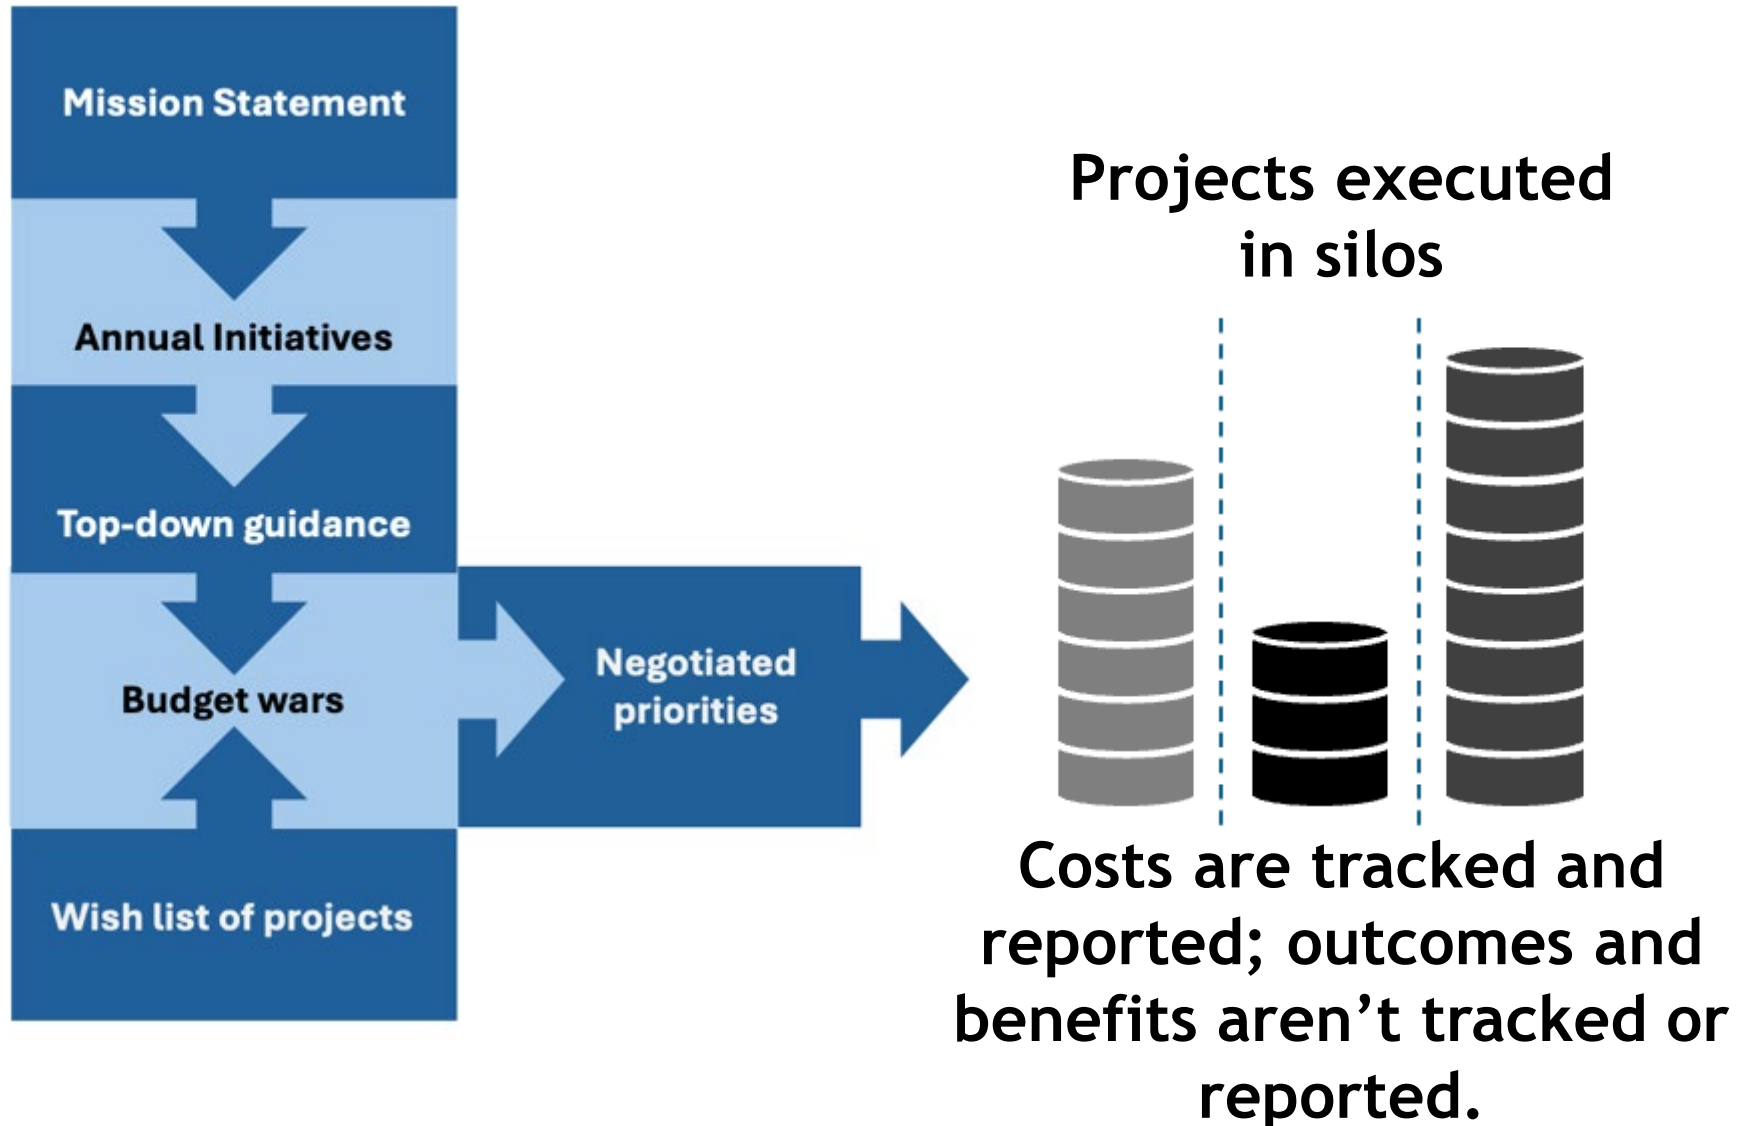 Mission Statement
Annual Initiatives
Top-down guidance
Budget wars
Wish list of projects
Negotiated
priorities
Projects executed
in silos
Costs are tracked and
reported; outcomes and
benefits aren’t tracked or
reported.